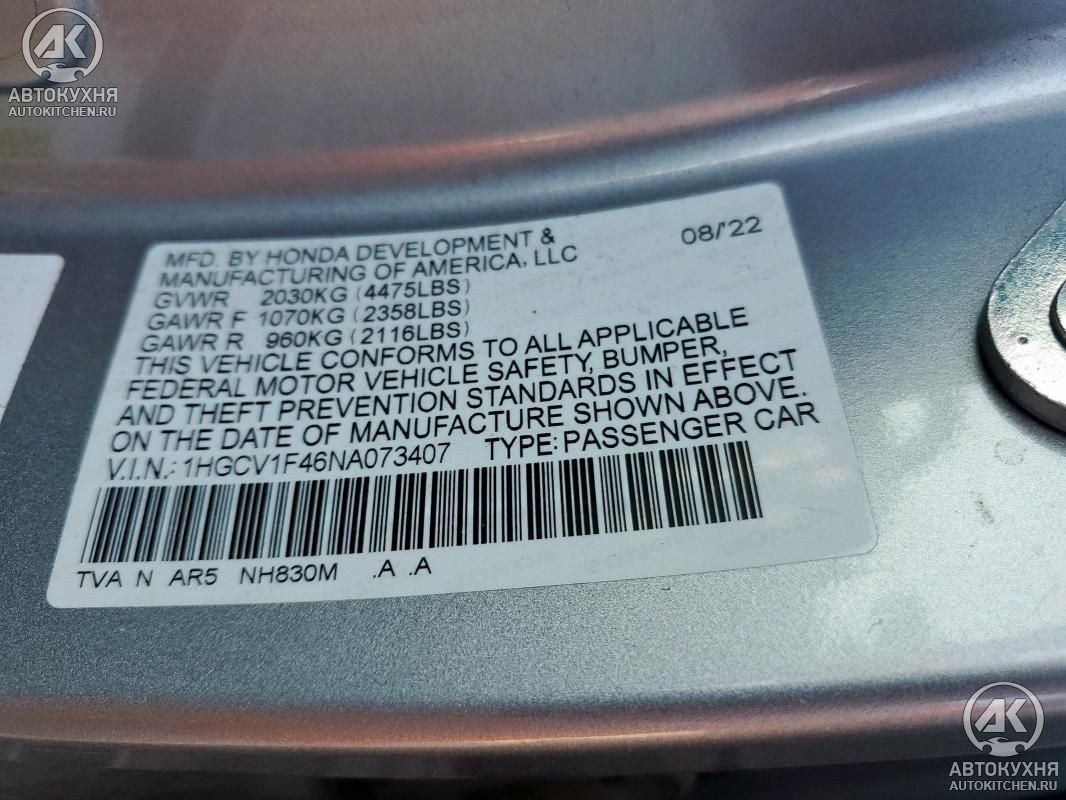 AK
АВТОКУХНЯ
AUTOKITCHEN.RU
MFD. BY HONDA DEVELOPMENT & 08/'22
MANUFACTURING OF AMERICA, LLC
GVWR 2030KG (4475LBS)
GAWR F 1070KG (2358LBS)
GAWR R 960KG (2116LBS)
THIS VEHICLE CONFORMS TO ALL APPLICABLE
FEDERAL MOTOR VEHICLE SAFETY, BUMPER,
AND THEFT PREVENTION STANDARDS IN EFFECT
ON THE DATE OF MANUFACTURE SHOWN ABOVE.
V.I.N.: 1HGCV1F46NA073407 TYPE: PASSENGER CAR
TVA N AR5 NH830M .A .A
AK
АВТОКУХНЯ
AUTOKITCHEN.RU